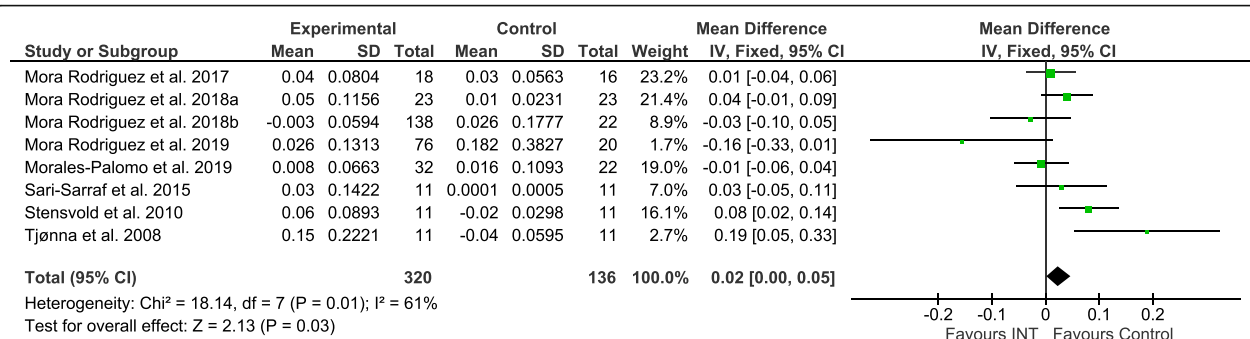 Experimental Control Mean Difference Mean Difference
Study or Subgroup Mean SD Total Mean SD Total Weight IV, Fixed, 95% CI IV, Fixed, 95% CI
Mora Rodriguez et al. 2017 0.04 0.0804 18 0.03 0.0563 16 23.2% 0.01 [-0.04, 0.06]
Mora Rodriguez et al. 2018a 0.05 0.1156 23 0.01 0.0231 23 21.4% 0.04 [-0.01, 0.09]
Mora Rodriguez et al. 2018b -0.003 0.0594 138 0.026 0.1777 22 8.9% -0.03 [-0.10, 0.05]
Mora Rodriguez et al. 2019 0.026 0.1313 76 0.182 0.3827 20 1.7% -0.16 [-0.33, 0.01]
Morales-Palomo et al. 2019 0.008 0.0663 32 0.016 0.1093 22 19.0% -0.01 [-0.06, 0.04]
Sari-Sarraf et al. 2015 0.03 0.1422 11 0.0001 0.0005 11 7.0% 0.03 [-0.05, 0.11]
Stensvold et al. 2010 0.06 0.0893 11 -0.02 0.0298 11 16.1% 0.08 [0.02, 0.14]
Tjønna et al. 2008 0.15 0.2221 11 -0.04 0.0595 11 2.7% 0.19 [0.05, 0.33]
Total (95% CI) 320 136 100.0% 0.02 [0.00, 0.05]
Heterogeneity: Chi² = 18.14, df = 7 (P = 0.01); I² = 61%
Test for overall effect: Z = 2.13 (P = 0.03)
-0.2 -0.1 0 0.1 0.2
Favours INT Favours Control